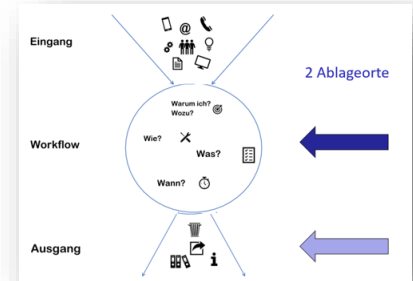 Eingang
@
2 Ablageorte
Warum ich?
Wozu?
Wie?
Workflow
Was?
Wann?
Ausgang
i